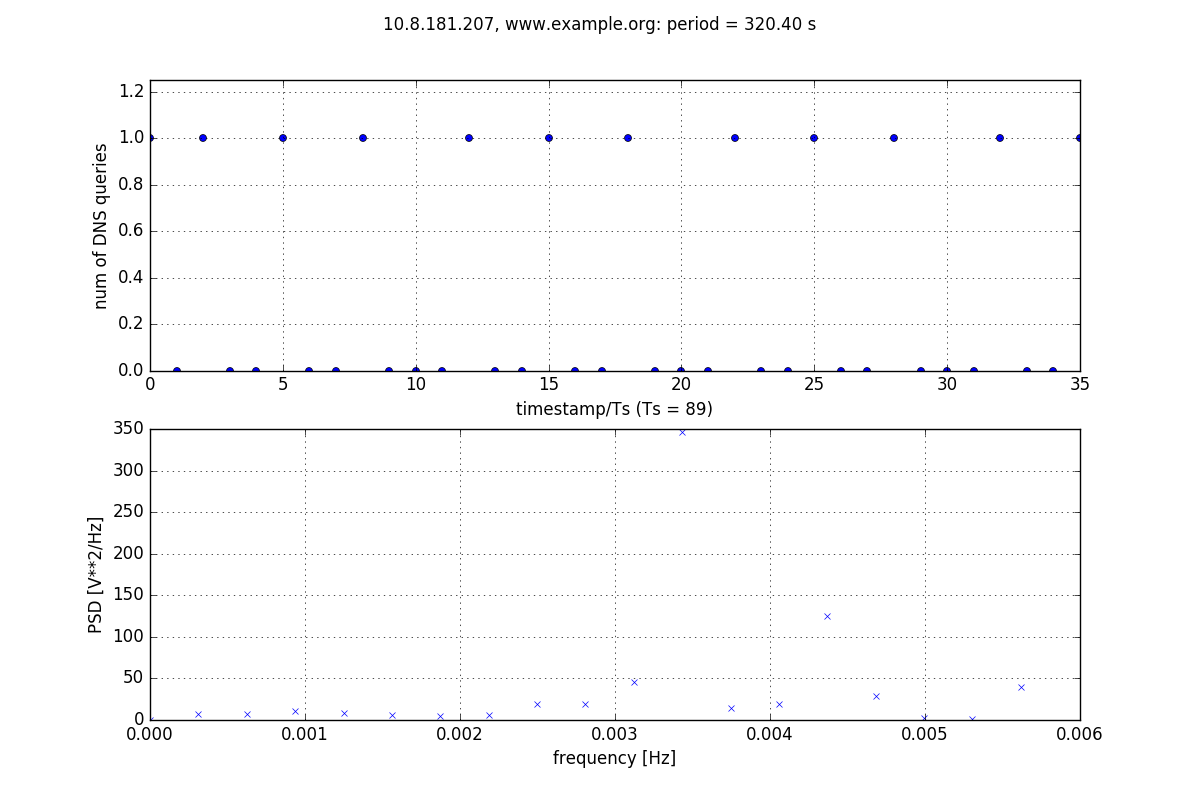 10.8.181.207, www.example.org: period = 320.40 s
num of DNS queries
1.2
1.0
0.8
0.6
0.4
0.2
0.0
0 5 10 15 20 25 30 35
timestamp/Ts (Ts = 89)
PSD [V**2/Hz]
350
300
250
200
150
100
50
0
0.000 0.001 0.002 0.003 0.004 0.005 0.006
frequency [Hz]